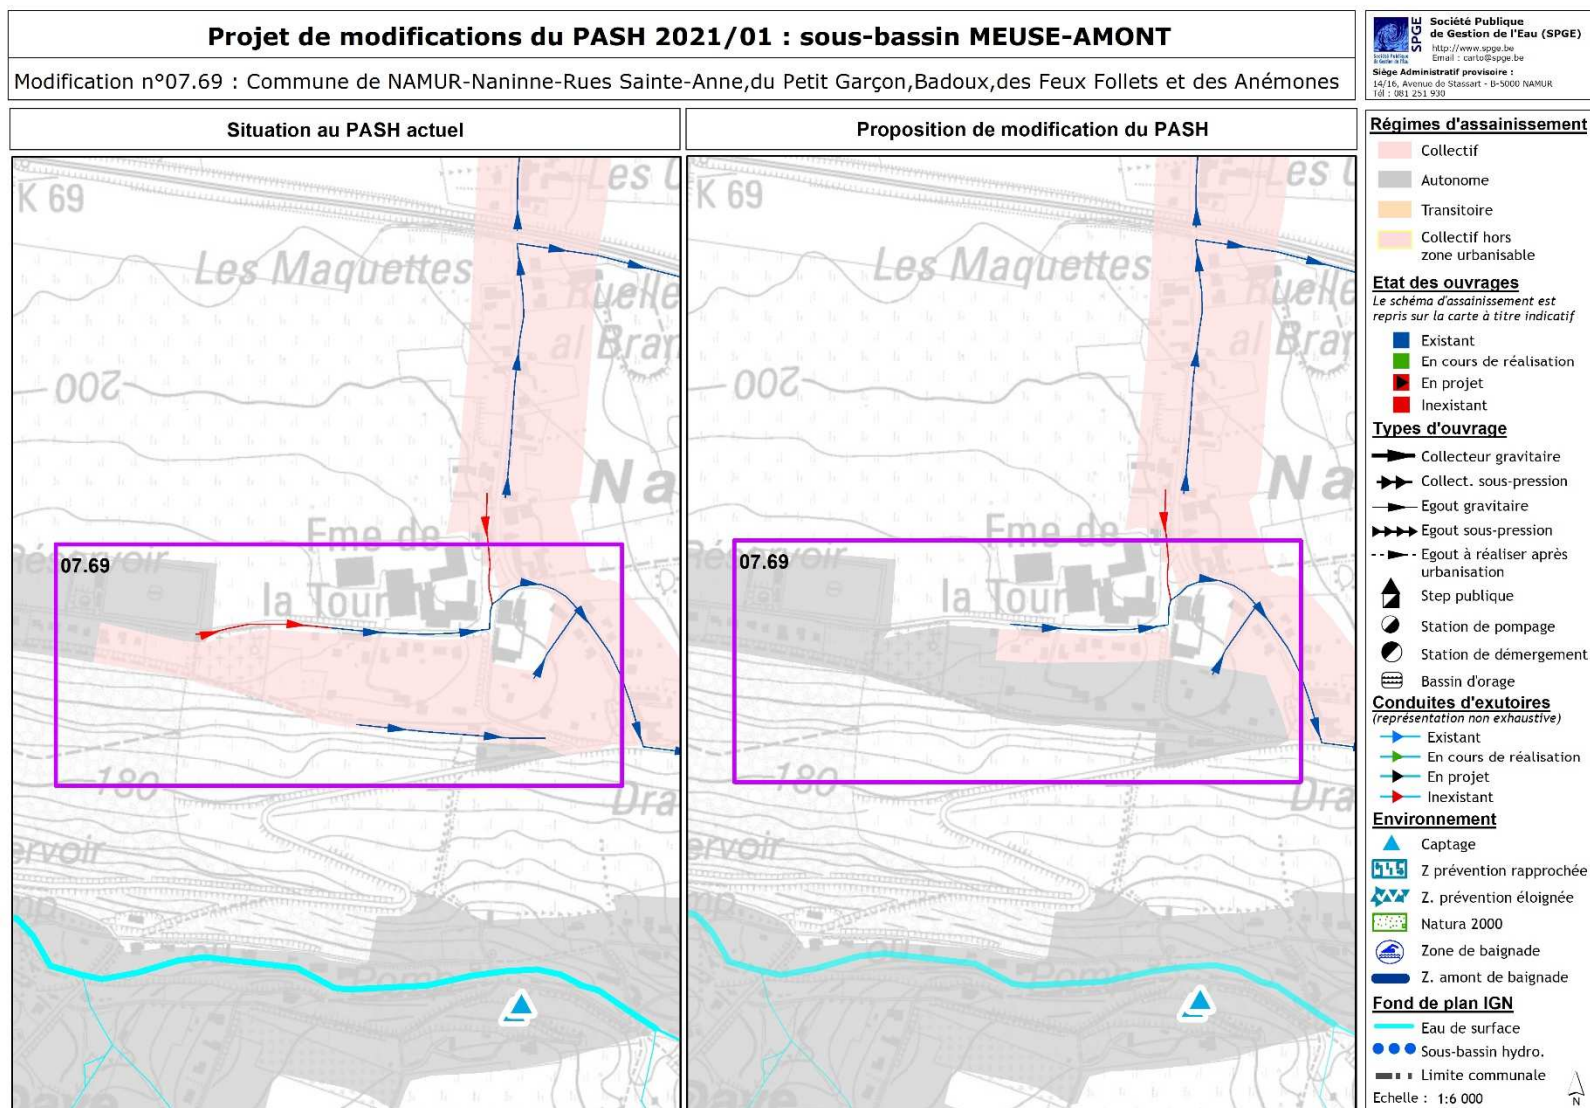 Projet de modifications du PASH 2021/01 : sous-bassin MEUSE-AMONT
Modification n°07.69 : Commune de NAMUR-Naninne-Rues Sainte-Anne,du Petit Garçon,Badoux,des Feux Follets et des Anémones
SPGE
Société Publique
de Gestion de l'Eau (SPGE)
http://www.spge.be
Email : carto@spge.be
Siège Administratif provisoire :
14/16, Avenue de Stassart - B-5000 NAMUR
Tél : 081 251 930
Situation au PASH actuel
K 69
Les Maquettes
Ruelle
al Bran
200
Na
Fme de
la Tour
Réservoir
07.69
180
Dra
ervoir
Proposition de modification du PASH
K 69
Les Maquettes
Ruelle
al Bran
200
Na
Fme de
la Tour
07.69
180
Dra
ervoir
Régimes d'assainissement
Collectif
Autonome
Transitoire
Collectif hors
zone urbanisable
Etat des ouvrages
Le schéma d'assainissement est
repris sur la carte à titre indicatif
Existant
En cours de réalisation
En projet
Inexistant
Types d'ouvrage
Collecteur gravitaire
Collect. sous-pression
Egout gravitaire
Egout sous-pression
Egout à réaliser après
urbanisation
Step publique
Station de pompage
Station de démergement
Bassin d'orage
Conduites d'exutoires
(représentation non exhaustive)
Existant
En cours de réalisation
En projet
Inexistant
Environnement
Captage
Z prévention rapprochée
Z. prévention éloignée
Natura 2000
Zone de baignade
Z. amont de baignade
Fond de plan IGN
Eau de surface
Sous-bassin hydro.
Limite communale
Echelle : 1:6 000
N